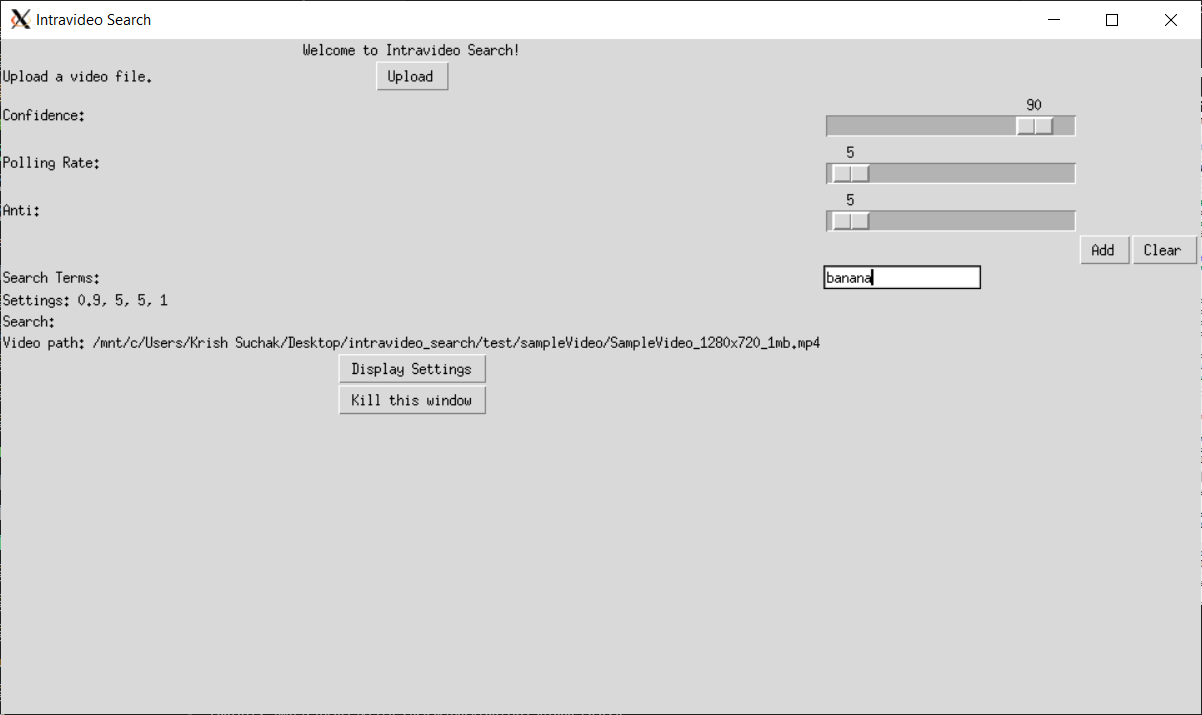 Intravideo Search
Welcome to Intravideo Search!
Upload a video file.
Upload
Confidence:
90
Polling Rate:
5
Anti:
5
Add Clear
Search Terms:
banana
Settings: 0.9, 5, 5, 1
Search:
Video path: /mnt/c/Users/Krish Suchak/Desktop/intravideo_search/test/sampleVideo/SampleVideo_1280x720_1mb.mp4
Display Settings
Kill this window